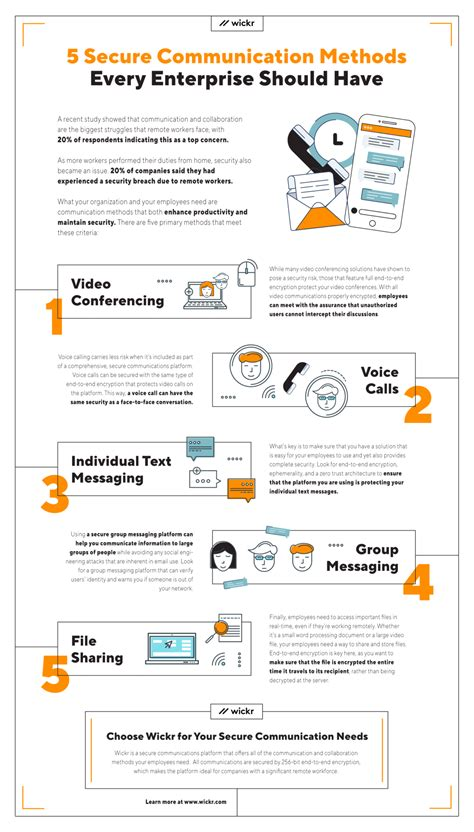 // wickr
5 Secure Communication Methods
Every Enterprise Should Have
A recent study showed that communication and collaboration
are the biggest struggles that remote workers face, with
20% of respondents indicating this as a top concern.
As more workers performed their duties from home, security also
became an issue. 20% of companies said they had
experienced a security breach due to remote workers.
What your organization and your employees need are
communication methods that both enhance productivity and
maintain security. There are five primary methods that meet
these criteria:
1
Video
Conferencing
While many video conferencing solutions have shown to
pose a security risk, those that feature full end-to-end
encryption protect your video conferences. With all
video communications properly encrypted, employees
can meet with the assurance that unauthorized
users cannot intercept their discussions
Voice calling carries less risk when it's included as part
of a comprehensive, secure communications platform.
Voice calls can be secured with the same type of
end-to-end encryption that protects video calls on
the platform. This way, a voice call can have the
same security as a face-to-face conversation.
Voice
Calls
2
3
Individual Text
Messaging
What's key is to make sure that you have a solution that
is easy for your employees to use and yet also provides
complete security. Look for end-to-end encryption,
ephemerality, and a zero trust architecture to ensure that
the platform you are using is protecting your
individual text messages.
Using a secure group messaging platform can
help you communicate information to large
groups of people while avoiding any social engi-
neering attacks that are inherent in email use. Look
for a group messaging platform that can verify
users' identity and warn you if someone is out of
your network.
Group
Messaging
4
5
File
Sharing
Finally, employees need to access important files in
real-time, even if they're working remotely. Whether
it's a small word processing document or a large video
file, your employees need a way to share and store files.
End-to-end encryption is key here, as you want to
make sure that the file is encrypted the entire
time it travels to its recipient, rather than being
decrypted at the server.
// wickr
Choose Wickr for Your Secure Communication Needs
Wickr is a secure communications platform that offers all of the communication and collaboration
methods your employees need. All communications are secured by 256-bit end-to-end encryption,
which makes the platform ideal for companies with a significant remote workforce.
Learn more at www.wickr.com